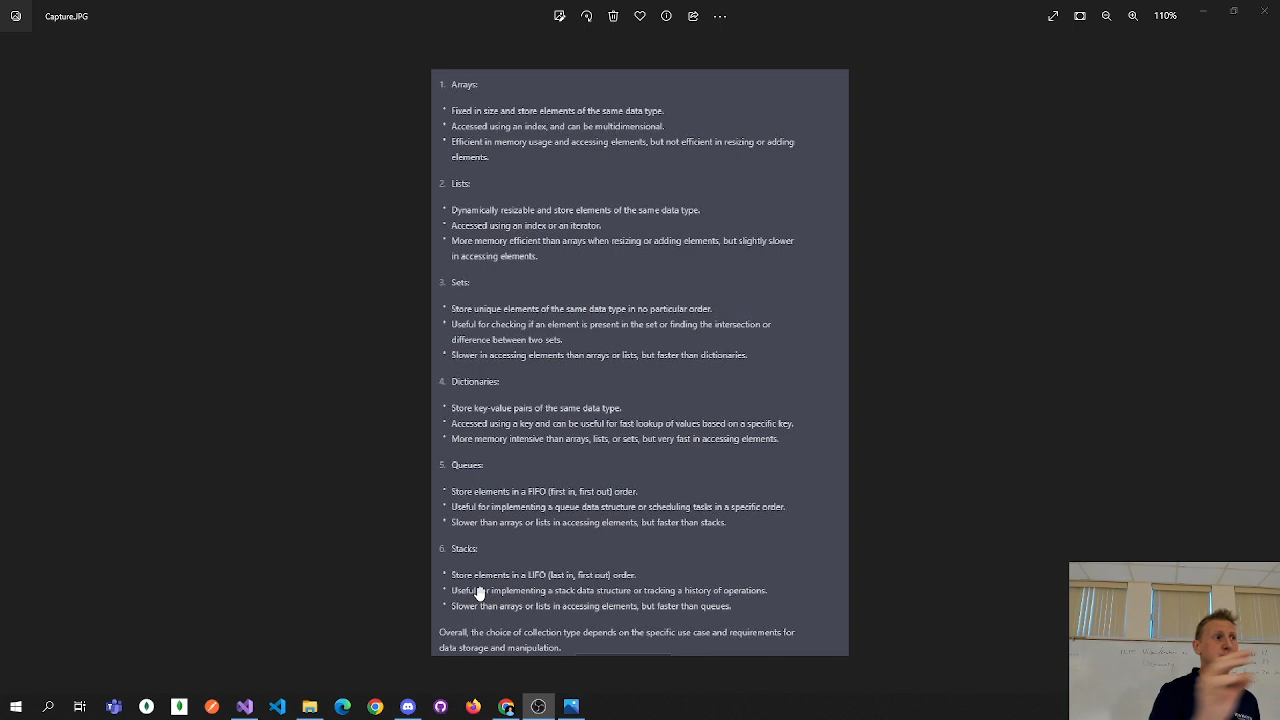 CaptureJPG
110%
1. Arrays:
Fixed in size and store elements of the same data type.
Accessed using an index, and can be multidimensional.
Efficient in memory usage and accessing elements, but not efficient in resizing or adding
elements.
2. Lists:
Dynamically resizable and store elements of the same data type.
Accessed using an index or an iterator.
More memory efficient than arrays when resizing or adding elements, but slightly slower
in accessing elements.
3. Sets:
Store unique elements of the same data type in no particular order.
Useful for checking if an element is present in the set or finding the intersection or
difference between two sets.
Slower in accessing elements than arrays or lists, but faster than dictionaries.
4. Dictionaries:
Store key-value pairs of the same data type.
Accessed using a key and can be useful for fast lookup of values based on a specific key.
More memory intensive than arrays, lists, or sets, but very fast in accessing elements.
5. Queues:
Store elements in a FIFO (first in, first out) order.
Useful for implementing a queue data structure or scheduling tasks in a specific order.
Slower than arrays or lists in accessing elements, but faster than stacks.
6. Stacks:
Store elements in a LIFO (last in, first out) order.
Useful for implementing a stack data structure or tracking a history of operations.
Slower than arrays or lists in accessing elements, but faster than queues.
Overall, the choice of collection type depends on the specific use case and requirements for
data storage and manipulation.